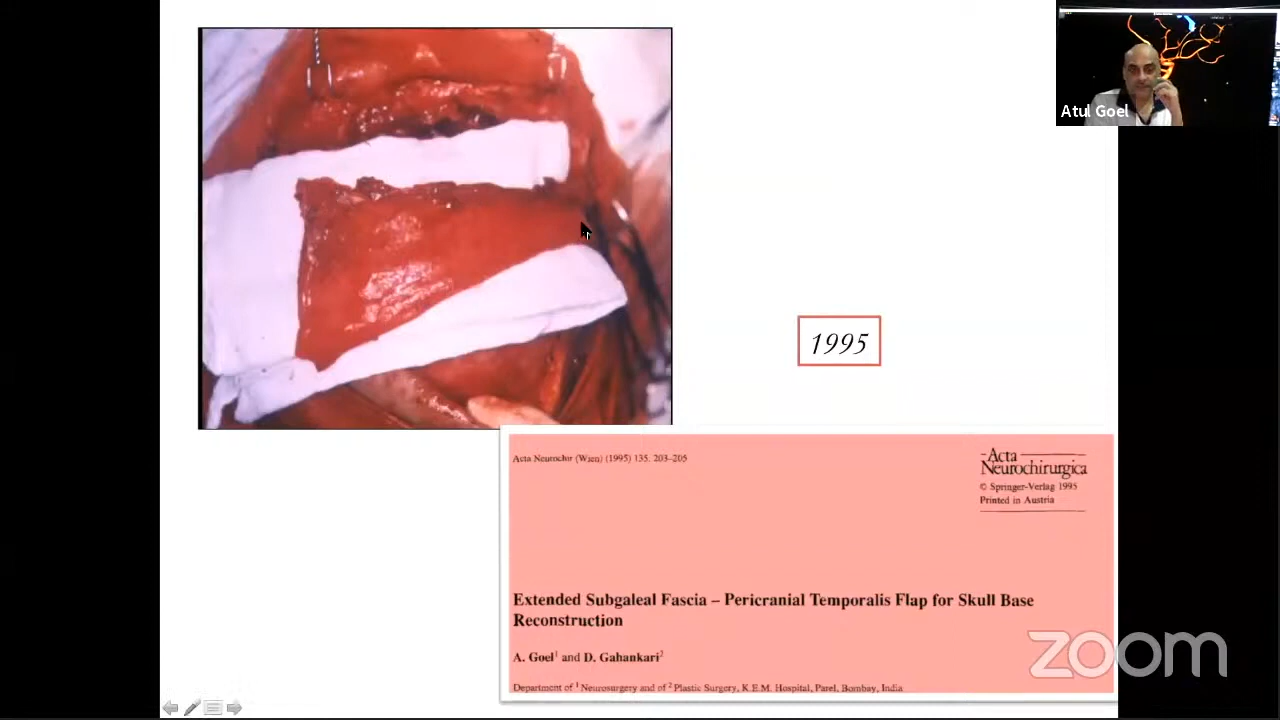 Atul Goel
1995
Acta Neurochir (Wien) (1995) 135: 203–205
Acta
Neurochirurgica
© Springer-Verlag 1995
Printed in Austria
Extended Subgaleal Fascia – Pericranial Temporalis Flap for Skull Base
Reconstruction
A. Goel¹ and D. Gahankari²
Department of ¹ Neurosurgery and of ² Plastic Surgery, K.E.M. Hospital, Parel, Bombay, India
zoom